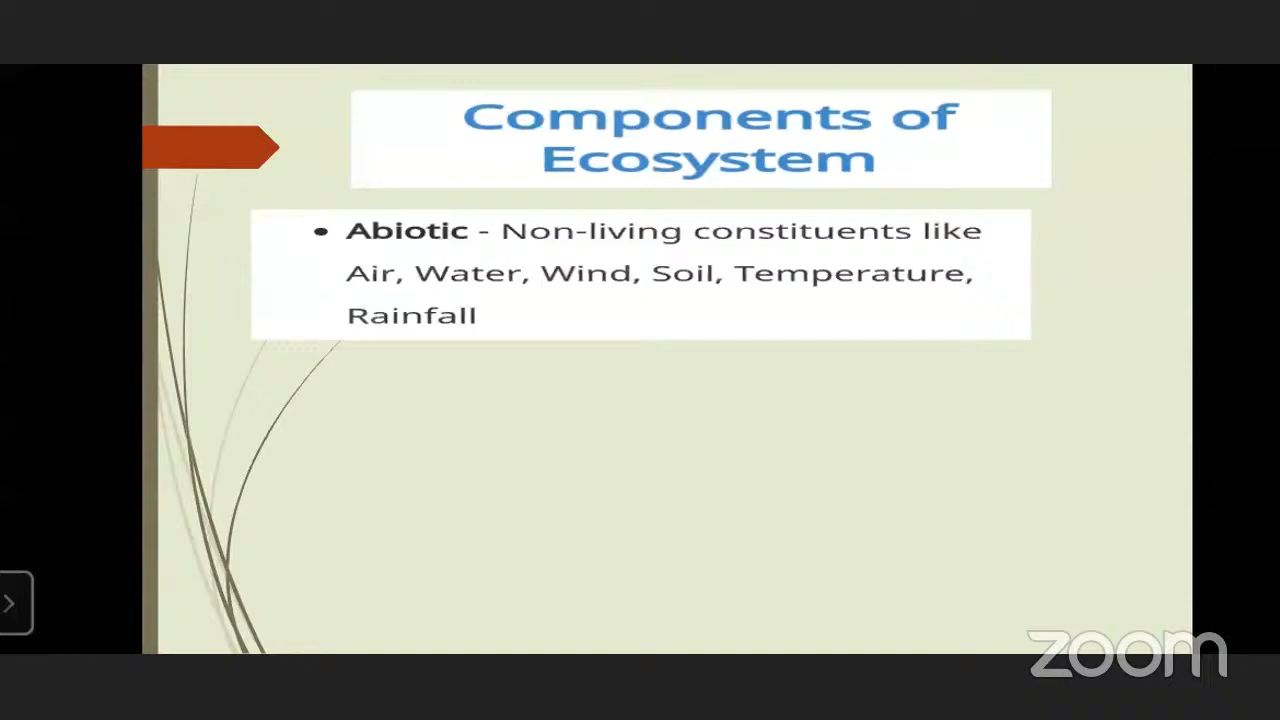 Components of
Ecosystem
• Abiotic - Non-living constituents like
Air, Water, Wind, Soil, Temperature,
Rainfall
zoom